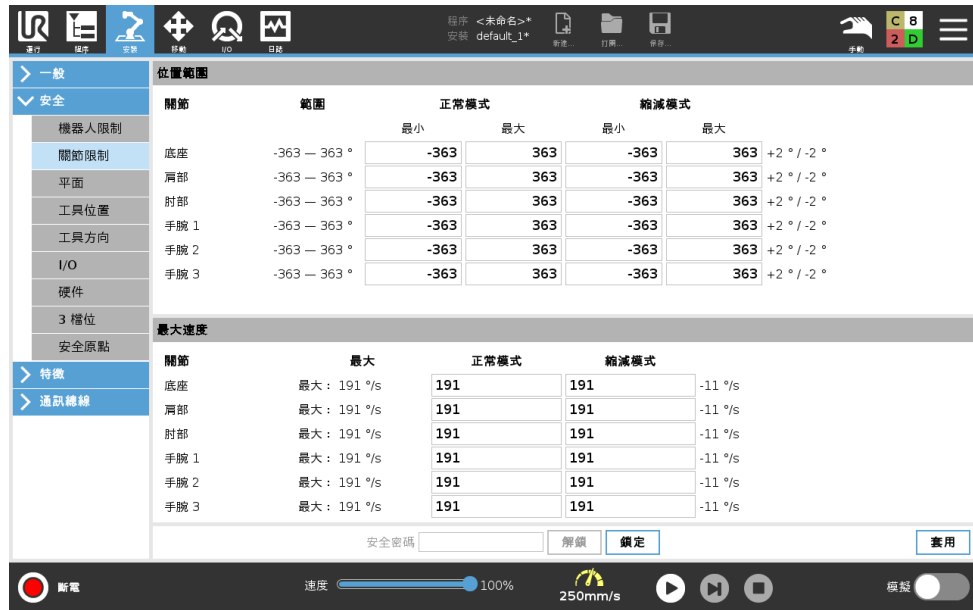 程序 <未命名>*
安裝 default_1*
運行 程序 安裝 移動 I/O 日誌 新建... 打開... 保存... 手動 C 8 2 D
一般
安全
機器人限制
關節限制
平面
工具位置
工具方向
I/O
硬件
3 檔位
安全原點
特徵
通訊總線
位置範圍
關節 範圍 正常模式 縮減模式
最小 最大 最小 最大
底座 -363 — 363 ° -363 363 -363 363 +2 ° / -2 °
肩部 -363 — 363 ° -363 363 -363 363 +2 ° / -2 °
肘部 -363 — 363 ° -363 363 -363 363 +2 ° / -2 °
手腕 1 -363 — 363 ° -363 363 -363 363 +2 ° / -2 °
手腕 2 -363 — 363 ° -363 363 -363 363 +2 ° / -2 °
手腕 3 -363 — 363 ° -363 363 -363 363 +2 ° / -2 °
最大速度
關節 最大 正常模式 縮減模式
底座 最大： 191 °/s 191 191 -11 °/s
肩部 最大： 191 °/s 191 191 -11 °/s
肘部 最大： 191 °/s 191 191 -11 °/s
手腕 1 最大： 191 °/s 191 191 -11 °/s
手腕 2 最大： 191 °/s 191 191 -11 °/s
手腕 3 最大： 191 °/s 191 191 -11 °/s
安全密碼 解鎖 鎖定 套用
斷電 速度 100% 250mm/s 模擬